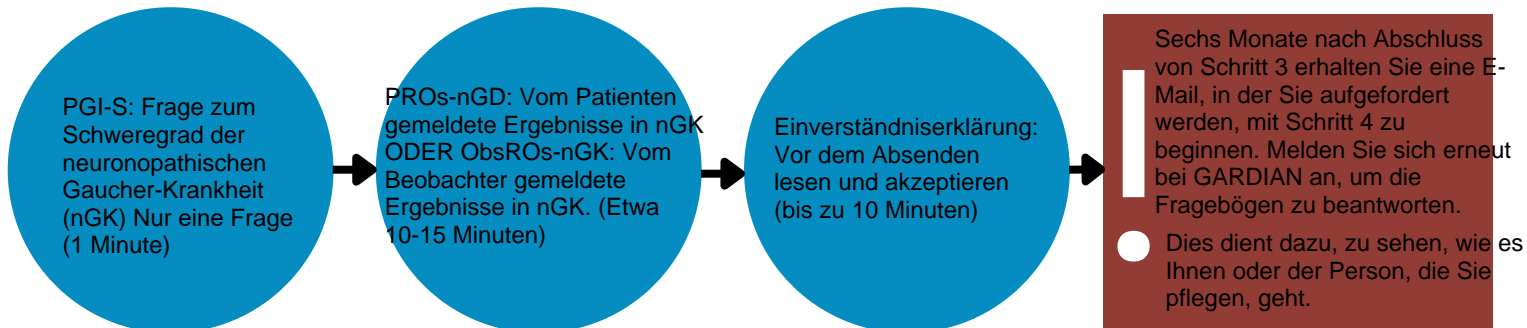 PGI-S: Frage zum
Schweregrad der
neuronopathischen
Gaucher-Krankheit
(nGK) Nur eine Frage
(1 Minute)
PROs-nGD: Vom Patienten
gemeldete Ergebnisse in nGK
ODER ObsROs-nGK: Vom
Beobachter gemeldete
Ergebnisse in nGK. (Etwa
10-15 Minuten)
Einverständniserklärung:
Vor dem Absenden
lesen und akzeptieren
(bis zu 10 Minuten)
Sechs Monate nach Abschluss
von Schritt 3 erhalten Sie eine E-
Mail, in der Sie aufgefordert
werden, mit Schritt 4 zu
beginnen. Melden Sie sich erneut
bei GARDIAN an, um die
Fragebögen zu beantworten.
Dies dient dazu, zu sehen, wie es
Ihnen oder der Person, die Sie
pflegen, geht.